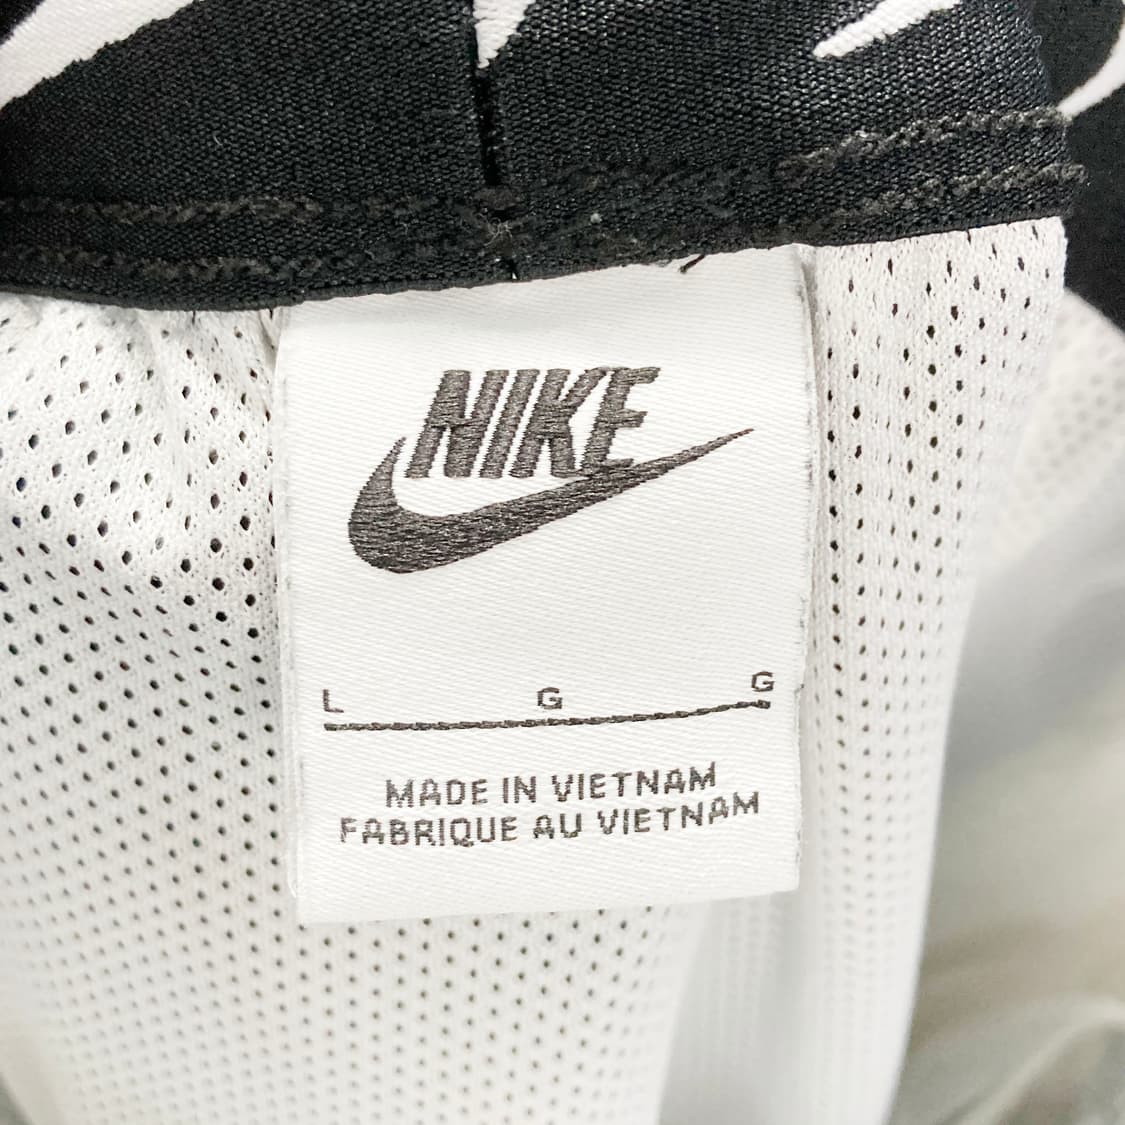 NIKE
L G G
MADE IN VIETNAM
FABRIQUE AU VIETNAM